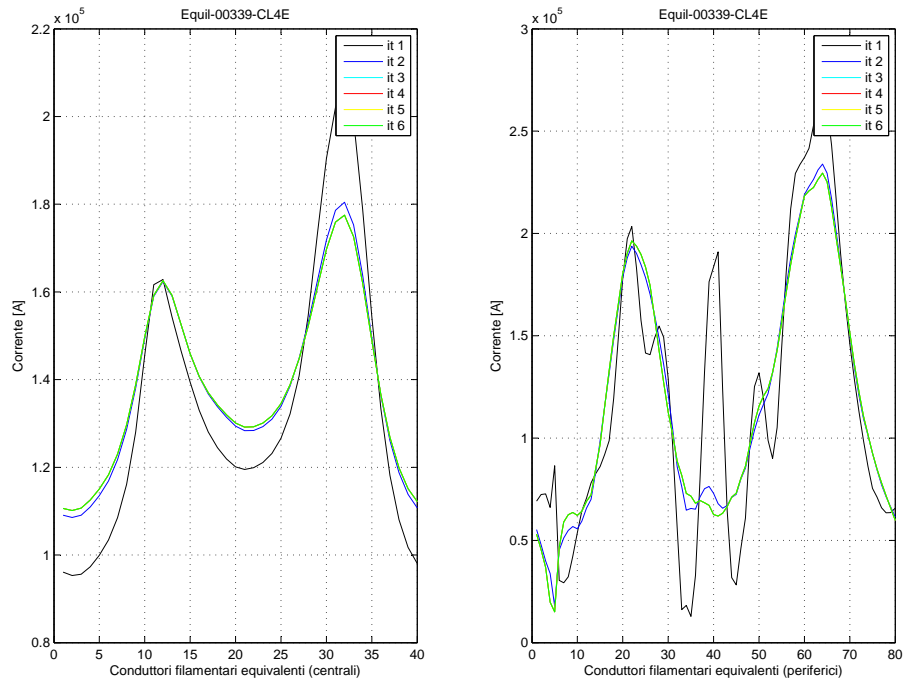 Equil-00339-CL4E
x 10^5
2.2
2
1.8
1.6
1.4
1.2
1
0.8
0 5 10 15 20 25 30 35 40
Corrente [A]
Conduttori filamentari equivalenti (centrali)
it 1
it 2
it 3
it 4
it 5
it 6
Equil-00339-CL4E
x 10^5
3
2.5
2
1.5
1
0.5
0
0 10 20 30 40 50 60 70 80
Corrente [A]
Conduttori filamentari equivalenti (periferici)
it 1
it 2
it 3
it 4
it 5
it 6